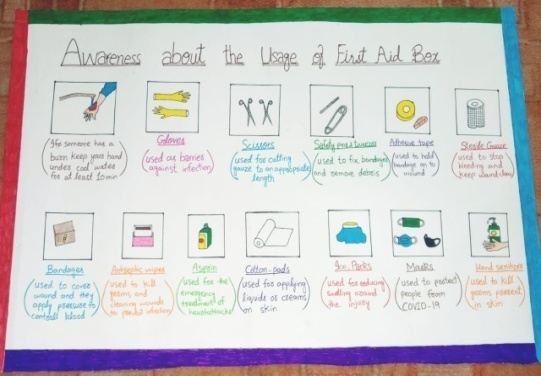 Awareness about the Usage of First Aid Box
If someone has a
burn keep your hand
under cool water
for at least 10 min
Gloves
used as barries
against infection
Scissors
used for cutting
gauze to an appropriate
length
Safety pins & tweezers
used to fix bandages
and remove debris
Adhesive tape
used to hold
bandage on to
wound
Sterile Gauze
used to stop
bleeding and
keep wound clean
Bandages
used to cover
wound and they
apply pressure to
control blood
Antiseptic wipes
used to kill
germs and
cleaning wounds
to prevent infection
Aspirin
used for the
emergency
treatment of
heartattacks
Cotton-pads
used for applying
liquids or creams
on skin
Ice Packs
used for reducing
swelling around
the injury
Masks
used to protect
people from
COVID-19
Hand sanitizer
used to kill
germs present
in skin